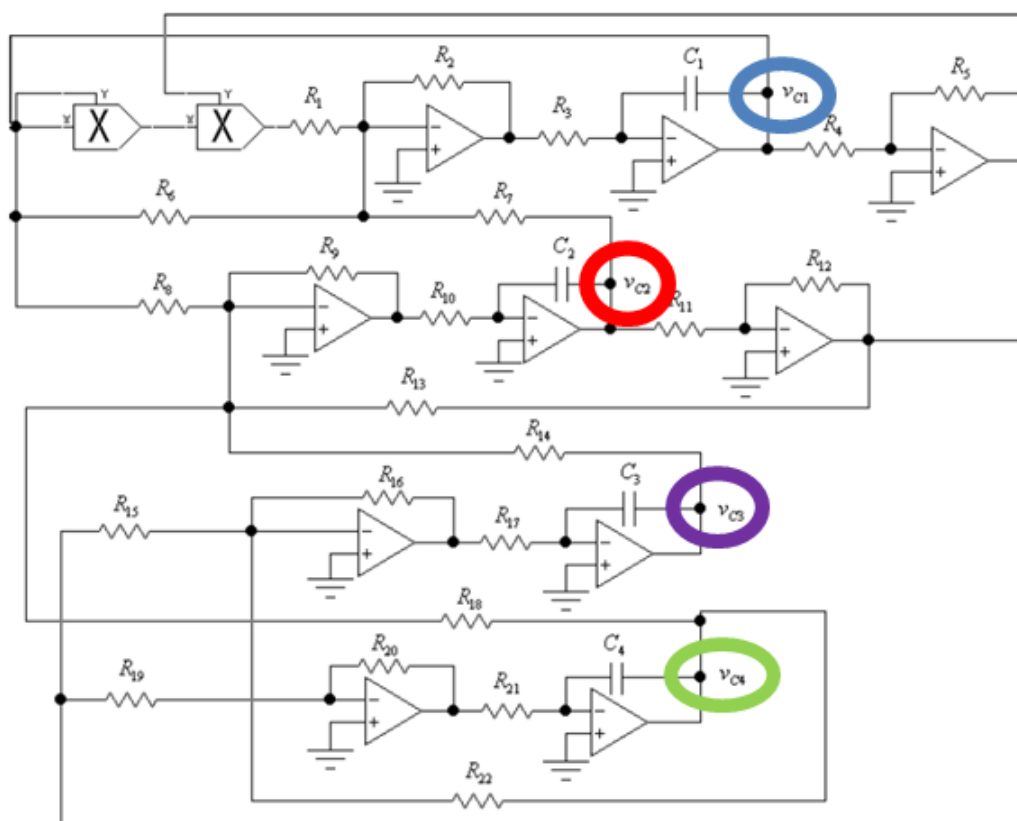 R2 C1 vC1 R5
Y Y
X X X X R1 R3 R4
− + − + − +
R6 R7
R9 C2 vC2 R12
R8 R10 R11
− + − + − +
R13
R14
R16 C3 vC3
R15 R17
− + − +
R18
R20 C4 vC4
R19 R21
− + − +
R22